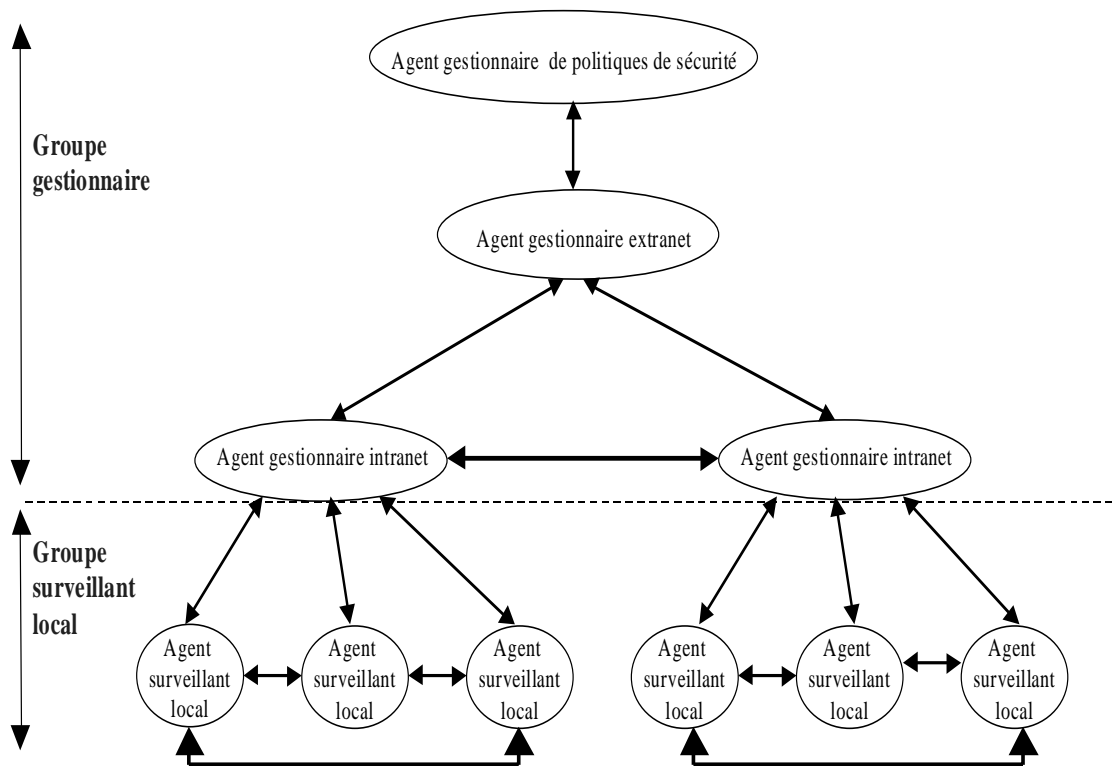 Agent gestionnaire de politiques de sécurité
Groupe
gestionnaire
Agent gestionnaire extranet
Agent gestionnaire intranet
Agent gestionnaire intranet
Groupe
surveillant
local
Agent
surveillant
local
Agent
surveillant
local
Agent
surveillant
local
Agent
surveillant
local
Agent
surveillant
local
Agent
surveillant
local